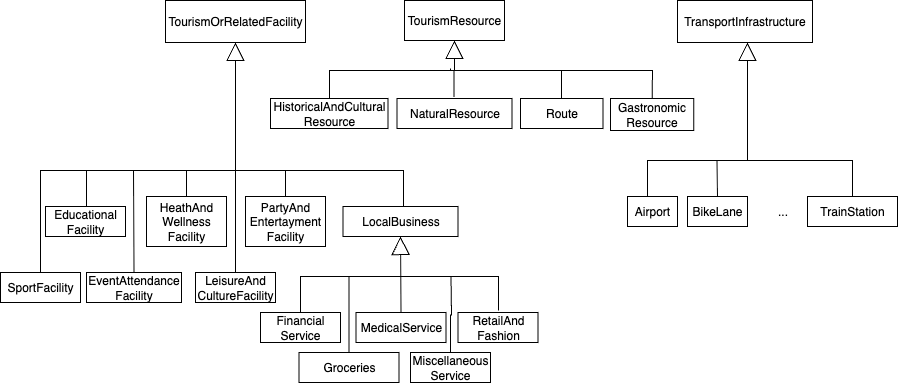 TourismOrRelatedFacility
TourismResource
TransportInfrastructure
HistoricalAndCultural
Resource
NaturalResource
Route
Gastronomic
Resource
Educational
Facility
HeathAnd
Wellness
Facility
PartyAnd
Entertayment
Facility
LocalBusiness
Airport
BikeLane
...
TrainStation
SportFacility
EventAttendance
Facility
LeisureAnd
CultureFacility
Financial
Service
MedicalService
RetailAnd
Fashion
Groceries
Miscellaneous
Service